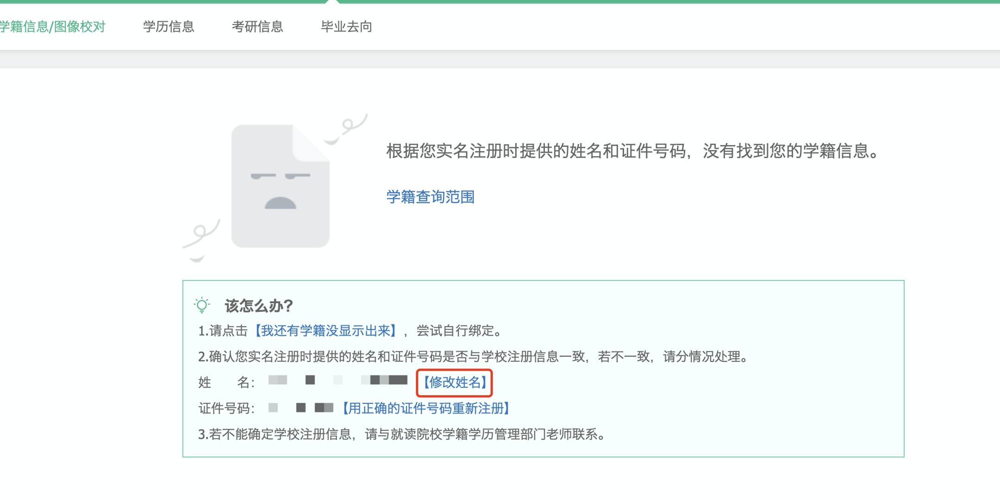 学籍信息/图像校对 学历信息 考研信息 毕业去向
根据您实名注册时提供的姓名和证件号码，没有找到您的学籍信息。
学籍查询范围
该怎么办?
1.请点击【我还有学籍没显示出来】，尝试自行绑定。
2.确认您实名注册时提供的姓名和证件号码是否与学校注册信息一致，若不一致，请分情况处理。
姓 名： 【修改姓名】
证件号码： 【用正确的证件号码重新注册】
3.若不能确定学校注册信息，请与就读院校学籍学历管理部门老师联系。